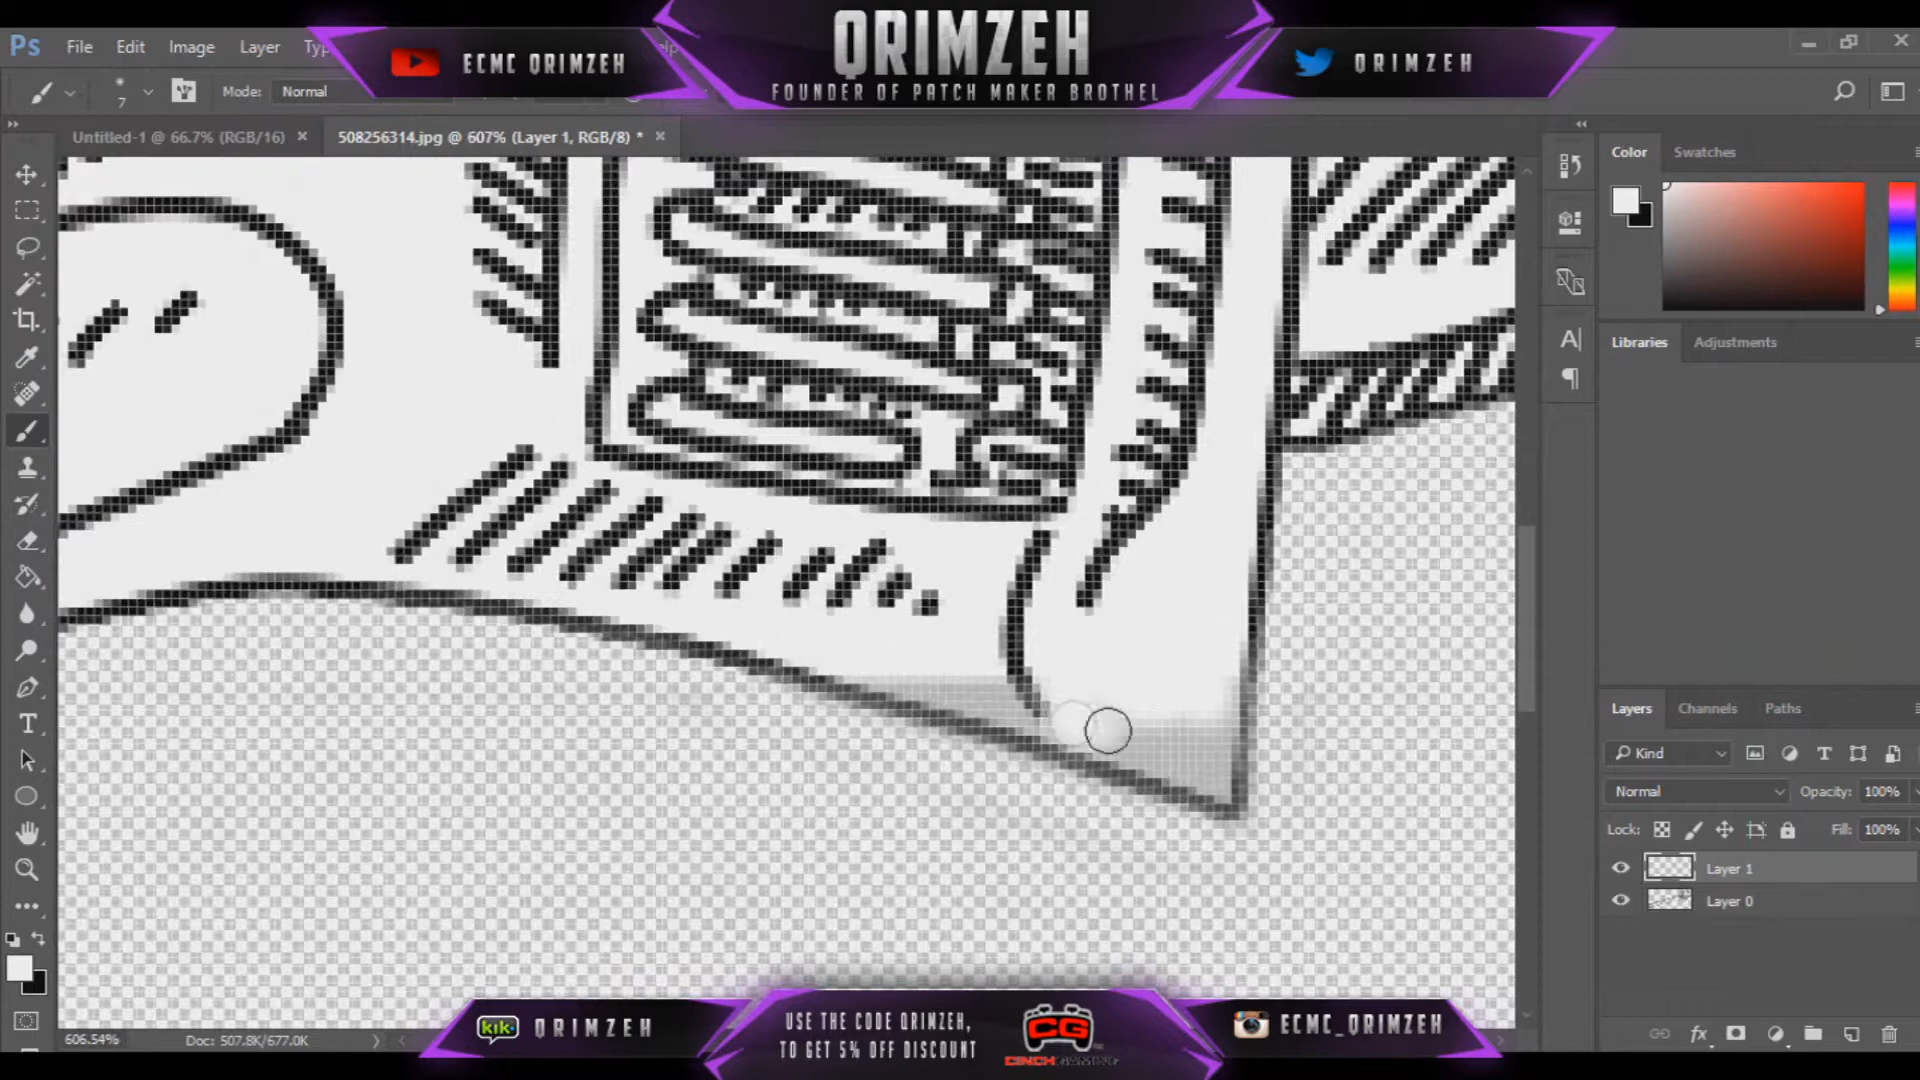 QRIMZEH
FOUNDER OF PATCH MAKER BROTHEL
ECMC QRIMZEH
QRIMZEH
Ps File Edit Image Layer
7 Mode: Normal
Untitled-1 @ 66.7% (RGB/16) ×
508256314.jpg @ 607% (Layer 1, RGB/8) * ×
Color Swatches
Libraries Adjustments
Layers Channels Paths
Kind
Normal Opacity: 100%
Lock: Fill: 100%
Layer 1
Layer 0
606.54% Doc: 507.8K/677.0K
kik QRIMZEH
USE THE CODE QRIMZEH,
TO GET 5% OFF DISCOUNT
CG
CINCHGAMING
ECMC_QRIMZEH